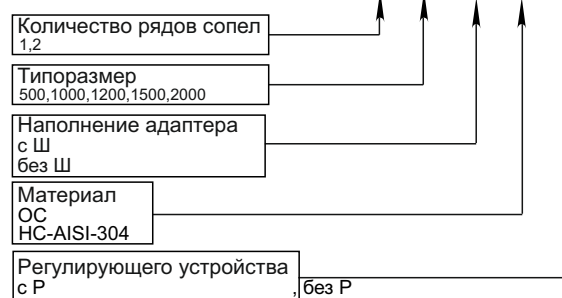 Количество рядов сопел
1,2
Типоразмер
500,1000,1200,1500,2000
Наполнение адаптера
с Ш
без Ш
Материал
ОС
НС-AISI-304
Регулирующего устройства
с Р , без Р